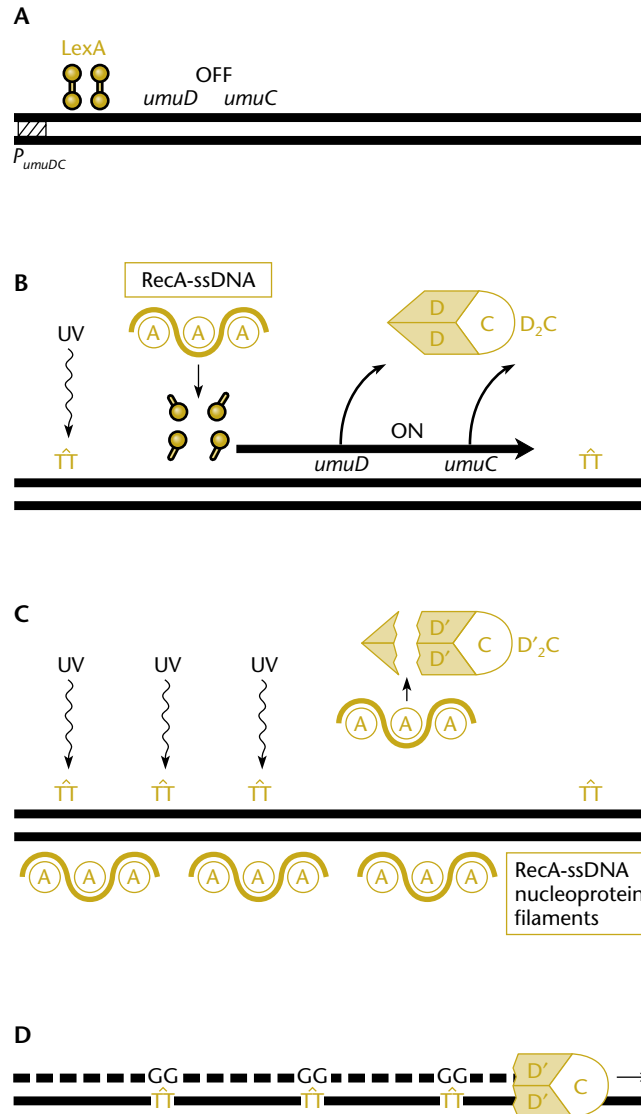 A
LexA
OFF
umuD umuC
PumuDC
B
RecA-ssDNA
UV
A A A
D
D
C
D2C
ON
umuD umuC
TT TT
C
UV UV UV
D′
D′
C
D′2C
A A A
TT TT TT TT
A A A A A A A A A
RecA-ssDNA
nucleoprotein
filaments
D
GG GG GG
TT TT TT
D′
D′
C